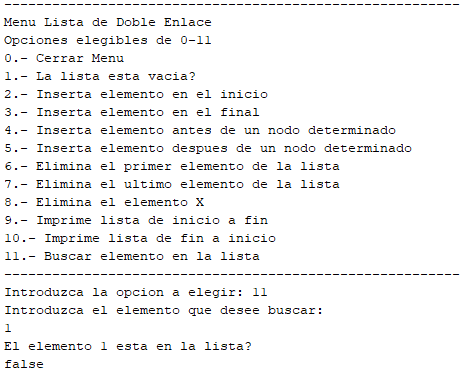 ---------------------------------------------------------
Menu Lista de Doble Enlace
Opciones elegibles de 0-11
0.- Cerrar Menu
1.- La lista esta vacia?
2.- Inserta elemento en el inicio
3.- Inserta elemento en el final
4.- Inserta elemento antes de un nodo determinado
5.- Inserta elemento despues de un nodo determinado
6.- Elimina el primer elemento de la lista
7.- Elimina el ultimo elemento de la lista
8.- Elimina el elemento X
9.- Imprime lista de inicio a fin
10.- Imprime lista de fin a inicio
11.- Buscar elemento en la lista
---------------------------------------------------------
Introduzca la opcion a elegir: 11
Introduzca el elemento que desee buscar:
1
El elemento 1 esta en la lista?
false